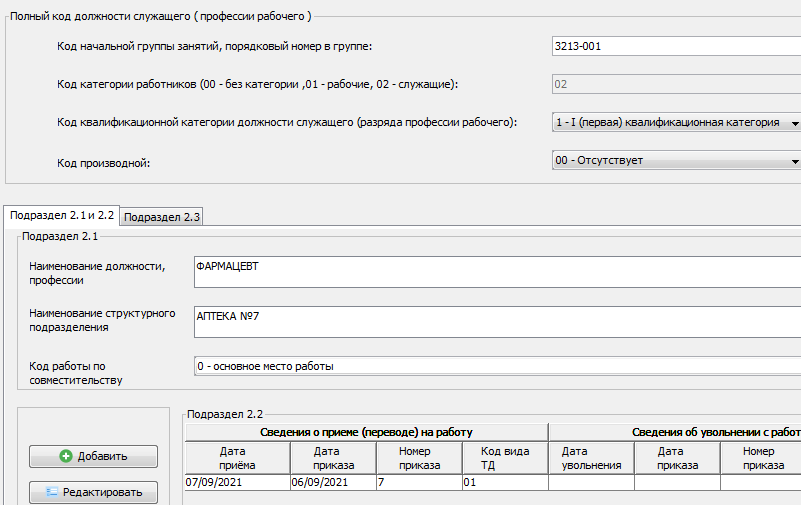 Полный код должности служащего ( профессии рабочего )
Код начальной группы занятий, порядковый номер в группе:
3213-001
Код категории работников (00 - без категории ,01 - рабочие, 02 - служащие):
02
Код квалификационной категории должности служащего (разряда профессии рабочего):
1 - I (первая) квалификационная категория
Код производной:
00 - Отсутствует
Подраздел 2.1 и 2.2
Подраздел 2.3
Подраздел 2.1
Наименование должности,
профессии
ФАРМАЦЕВТ
Наименование структурного
подразделения
АПТЕКА №7
Код работы по
совместительству
0 - основное место работы
Добавить
Редактировать
Подраздел 2.2
Сведения о приеме (переводе) на работу
Сведения об увольнении с работ
Дата
приёма
Дата
приказа
Номер
приказа
Код вида
ТД
Дата
увольнения
Дата
приказа
Номер
приказа
07/09/2021
06/09/2021
7
01